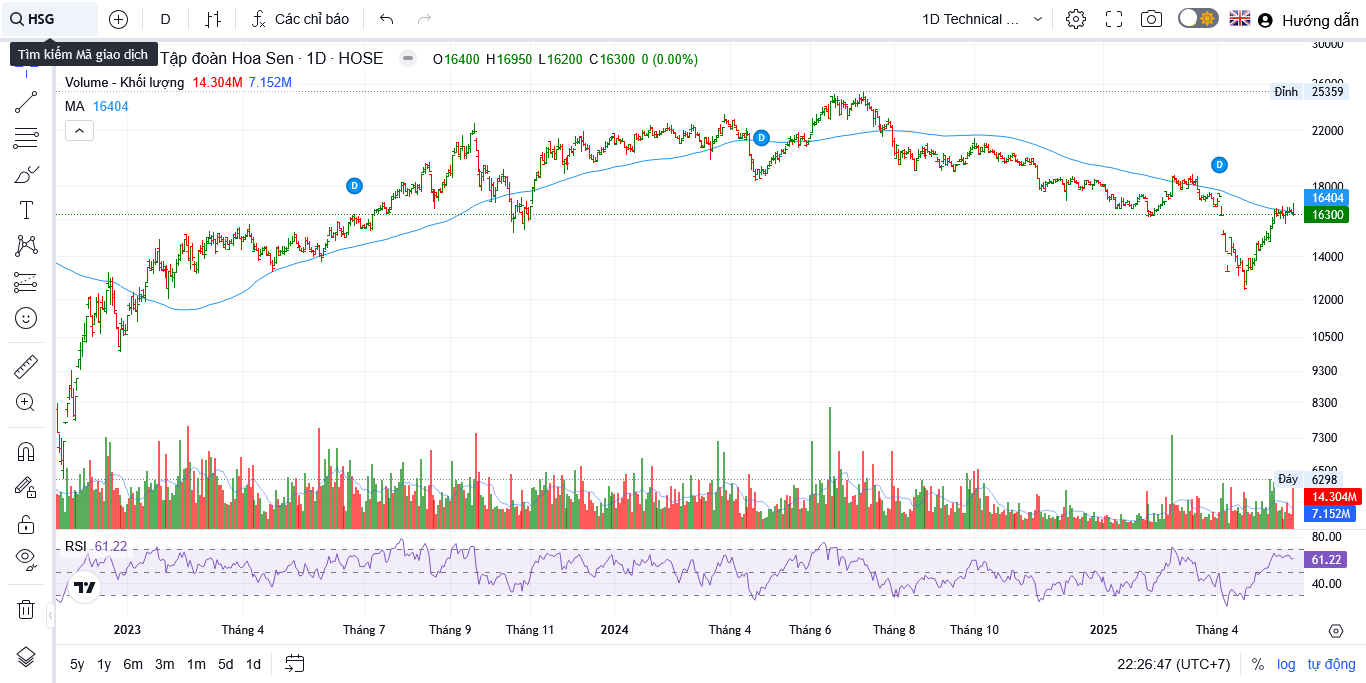 HSG D Các chỉ báo 1D Technical ... Hướng dẫn
Tìm kiếm Mã giao dịch
Tập đoàn Hoa Sen · 1D · HOSE O16400 H16950 L16200 C16300 0 (0.00%)
Volume - Khối lượng 14.304M 7.152M
MA 16404
30000
26000
Đỉnh 25359
22000
18000
16404
16300
14000
12000
10500
9300
8300
7300
6500
Đáy 6298
14.304M
7.152M
D
D
D
RSI 61.22
80.00
61.22
40.00
2023 Tháng 4 Tháng 7 Tháng 9 Tháng 11 2024 Tháng 4 Tháng 6 Tháng 8 Tháng 10 2025 Tháng 4
5y 1y 6m 3m 1m 5d 1d 22:26:47 (UTC+7) % log tự động